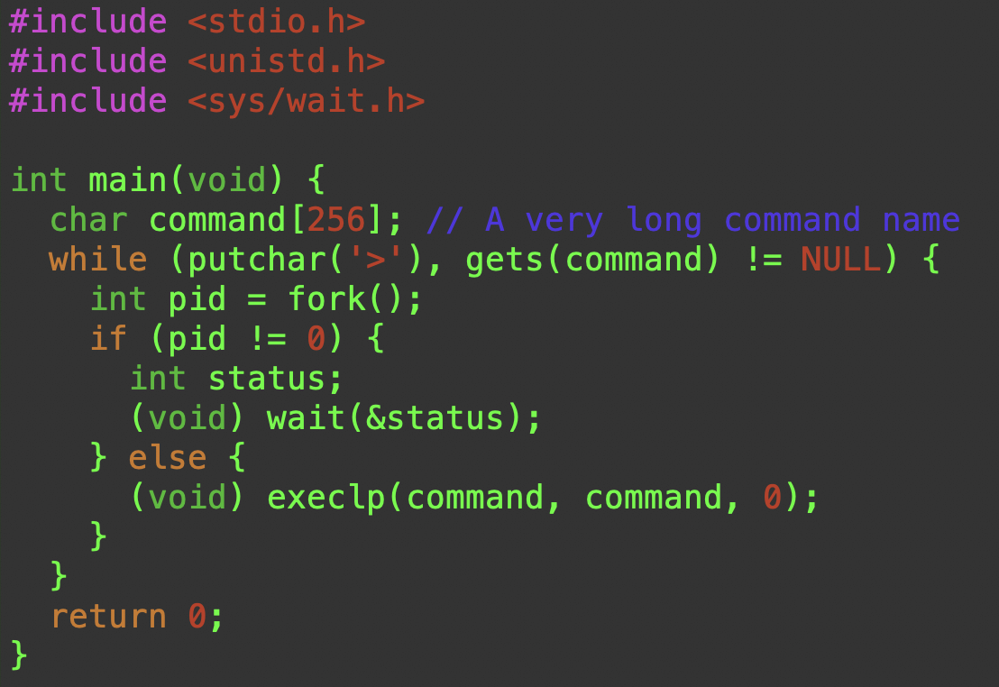 #include <stdio.h>
#include <unistd.h>
#include <sys/wait.h>

int main(void) {
  char command[256]; // A very long command name
  while (putchar('>'), gets(command) != NULL) {
    int pid = fork();
    if (pid != 0) {
      int status;
      (void) wait(&status);
    } else {
      (void) execlp(command, command, 0);
    }
  }
  return 0;
}